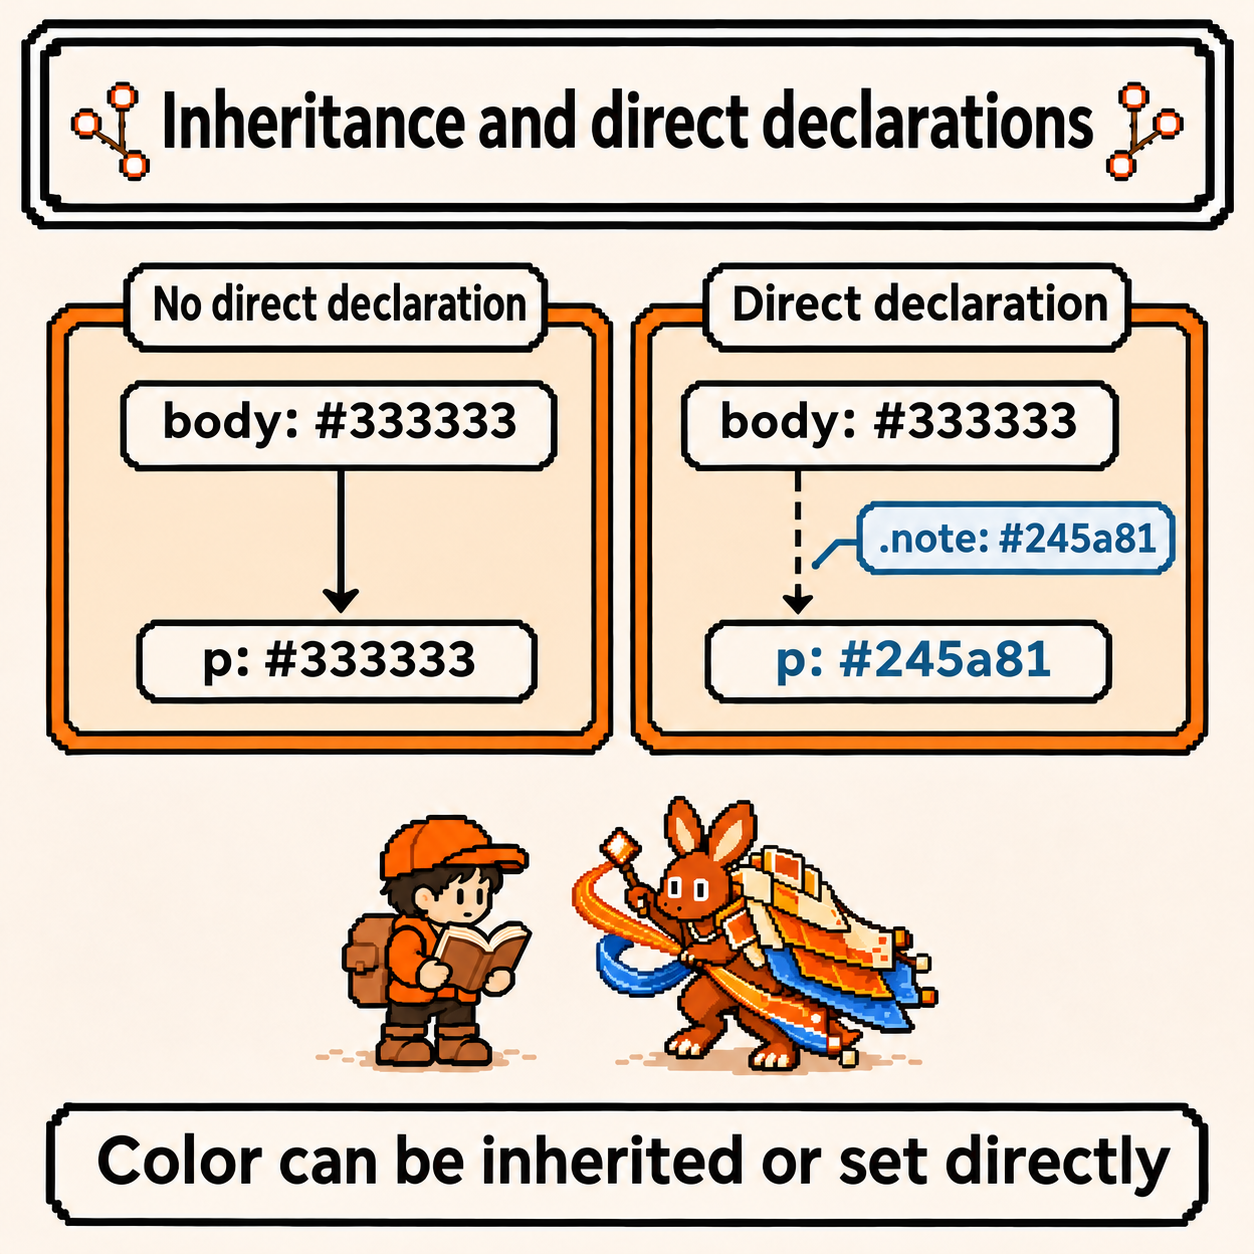 Inheritance and direct declarations
No direct declaration
body: #333333
p: #333333
Direct declaration
body: #333333
.note: #245a81
p: #245a81
Color can be inherited or set directly